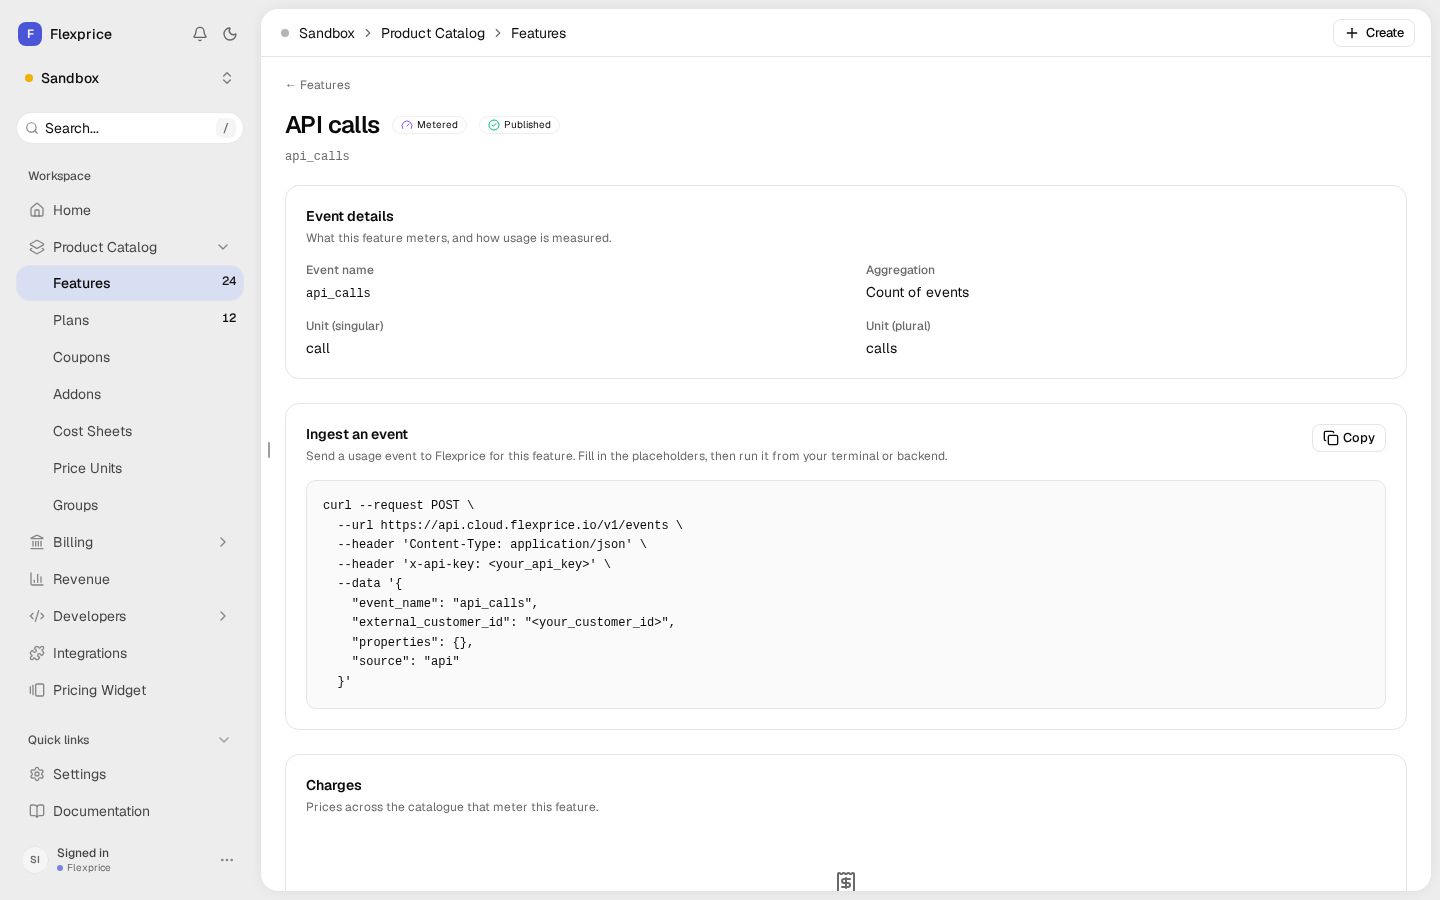 F
Flexprice
Sandbox
Search...
/
Workspace
Home
Product Catalog
Features
24
Plans
12
Coupons
Addons
Cost Sheets
Price Units
Groups
Billing
Revenue
Developers
Integrations
Pricing Widget
Quick links
Settings
Documentation
SI
Signed in
Flexprice
Sandbox
Product Catalog
Features
Create
← Features
API calls
Metered
Published
api_calls
Event details
What this feature meters, and how usage is measured.
Event name
Aggregation
api_calls
Count of events
Unit (singular)
Unit (plural)
call
calls
Ingest an event
Copy
Send a usage event to Flexprice for this feature. Fill in the placeholders, then run it from your terminal or backend.
curl --request POST \
  --url https://api.cloud.flexprice.io/v1/events \
  --header 'Content-Type: application/json' \
  --header 'x-api-key: <your_api_key>' \
  --data '{
    "event_name": "api_calls",
    "external_customer_id": "<your_customer_id>",
    "properties": {},
    "source": "api"
  }'
Charges
Prices across the catalogue that meter this feature.